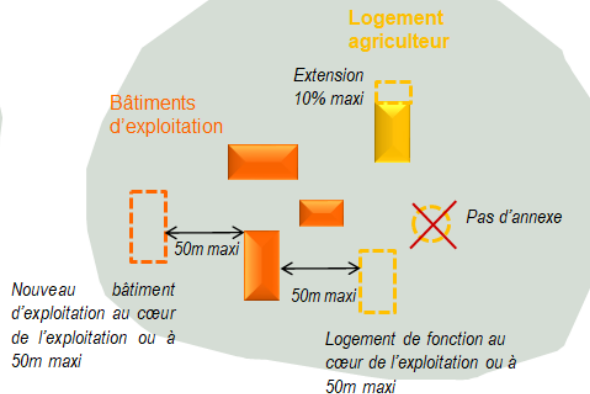 Logement
agriculteur
Extension
10% maxi
Bâtiments
d'exploitation
Pas d'annexe
50m maxi
50m maxi
Nouveau bâtiment
d'exploitation au cœur
de l'exploitation ou à
50m maxi
Logement de fonction au
cœur de l'exploitation ou à
50m maxi